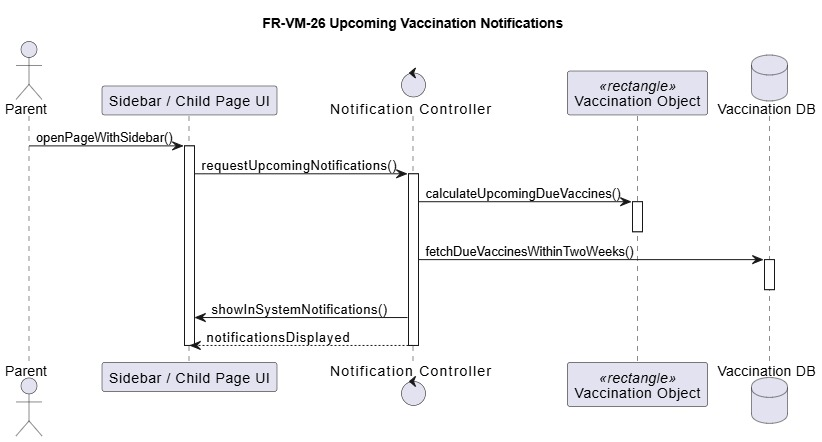 FR-VM-26 Upcoming Vaccination Notifications
Parent
Sidebar / Child Page UI
Notification Controller
«rectangle»
Vaccination Object
Vaccination DB
openPageWithSidebar()
requestUpcomingNotifications()
calculateUpcomingDueVaccines()
fetchDueVaccinesWithinTwoWeeks()
showInSystemNotifications()
notificationsDisplayed
Parent
Sidebar / Child Page UI
Notification Controller
«rectangle»
Vaccination Object
Vaccination DB